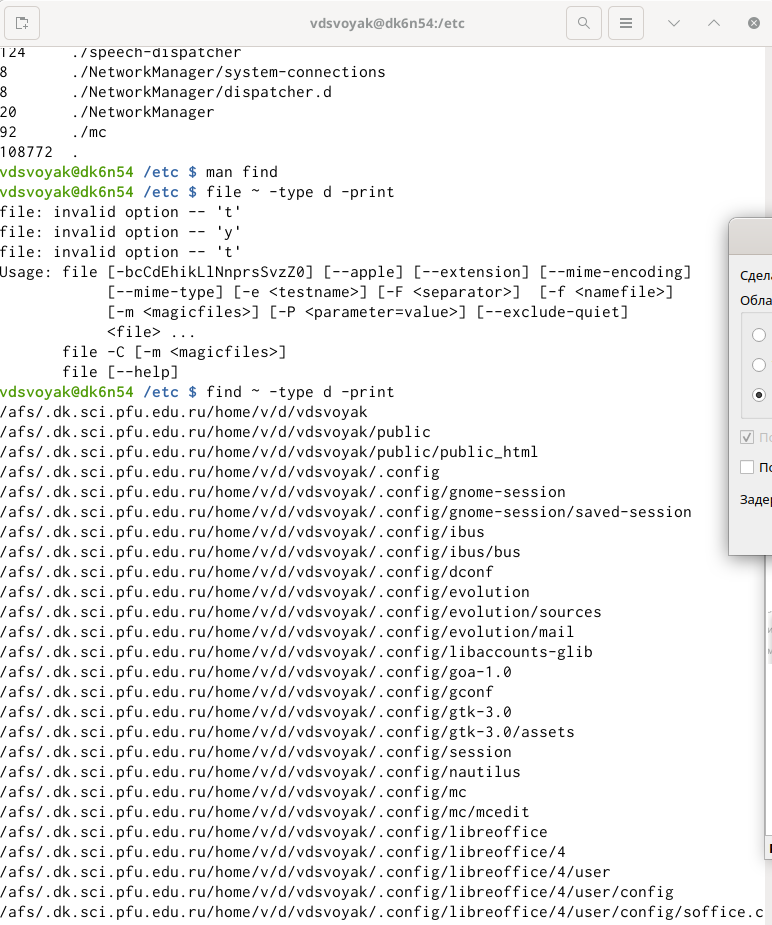 vdsvoyak@dk6n54:/etc
124 ./speech-dispatcher
8 ./NetworkManager/system-connections
8 ./NetworkManager/dispatcher.d
20 ./NetworkManager
92 ./mc
108772 .
vdsvoyak@dk6n54 /etc $ man find
vdsvoyak@dk6n54 /etc $ file ~ -type d -print
file: invalid option -- 't'
file: invalid option -- 'y'
file: invalid option -- 't'
Usage: file [-bcCdEhikLlNnprsSvzZ0] [--apple] [--extension] [--mime-encoding]
[--mime-type] [-e <testname>] [-F <separator>] [-f <namefile>]
[-m <magicfiles>] [-P <parameter=value>] [--exclude-quiet]
<file> ...
file -C [-m <magicfiles>]
file [--help]
vdsvoyak@dk6n54 /etc $ find ~ -type d -print
/afs/.dk.sci.pfu.edu.ru/home/v/d/vdsvoyak
/afs/.dk.sci.pfu.edu.ru/home/v/d/vdsvoyak/public
/afs/.dk.sci.pfu.edu.ru/home/v/d/vdsvoyak/public/public_html
/afs/.dk.sci.pfu.edu.ru/home/v/d/vdsvoyak/.config
/afs/.dk.sci.pfu.edu.ru/home/v/d/vdsvoyak/.config/gnome-session
/afs/.dk.sci.pfu.edu.ru/home/v/d/vdsvoyak/.config/gnome-session/saved-session
/afs/.dk.sci.pfu.edu.ru/home/v/d/vdsvoyak/.config/ibus
/afs/.dk.sci.pfu.edu.ru/home/v/d/vdsvoyak/.config/ibus/bus
/afs/.dk.sci.pfu.edu.ru/home/v/d/vdsvoyak/.config/dconf
/afs/.dk.sci.pfu.edu.ru/home/v/d/vdsvoyak/.config/evolution
/afs/.dk.sci.pfu.edu.ru/home/v/d/vdsvoyak/.config/evolution/sources
/afs/.dk.sci.pfu.edu.ru/home/v/d/vdsvoyak/.config/evolution/mail
/afs/.dk.sci.pfu.edu.ru/home/v/d/vdsvoyak/.config/libaccounts-glib
/afs/.dk.sci.pfu.edu.ru/home/v/d/vdsvoyak/.config/goa-1.0
/afs/.dk.sci.pfu.edu.ru/home/v/d/vdsvoyak/.config/gconf
/afs/.dk.sci.pfu.edu.ru/home/v/d/vdsvoyak/.config/gtk-3.0
/afs/.dk.sci.pfu.edu.ru/home/v/d/vdsvoyak/.config/gtk-3.0/assets
/afs/.dk.sci.pfu.edu.ru/home/v/d/vdsvoyak/.config/session
/afs/.dk.sci.pfu.edu.ru/home/v/d/vdsvoyak/.config/nautilus
/afs/.dk.sci.pfu.edu.ru/home/v/d/vdsvoyak/.config/mc
/afs/.dk.sci.pfu.edu.ru/home/v/d/vdsvoyak/.config/mc/mcedit
/afs/.dk.sci.pfu.edu.ru/home/v/d/vdsvoyak/.config/libreoffice
/afs/.dk.sci.pfu.edu.ru/home/v/d/vdsvoyak/.config/libreoffice/4
/afs/.dk.sci.pfu.edu.ru/home/v/d/vdsvoyak/.config/libreoffice/4/user
/afs/.dk.sci.pfu.edu.ru/home/v/d/vdsvoyak/.config/libreoffice/4/user/config
/afs/.dk.sci.pfu.edu.ru/home/v/d/vdsvoyak/.config/libreoffice/4/user/config/soffice.c
Сдела
Обла
По
По
Задер